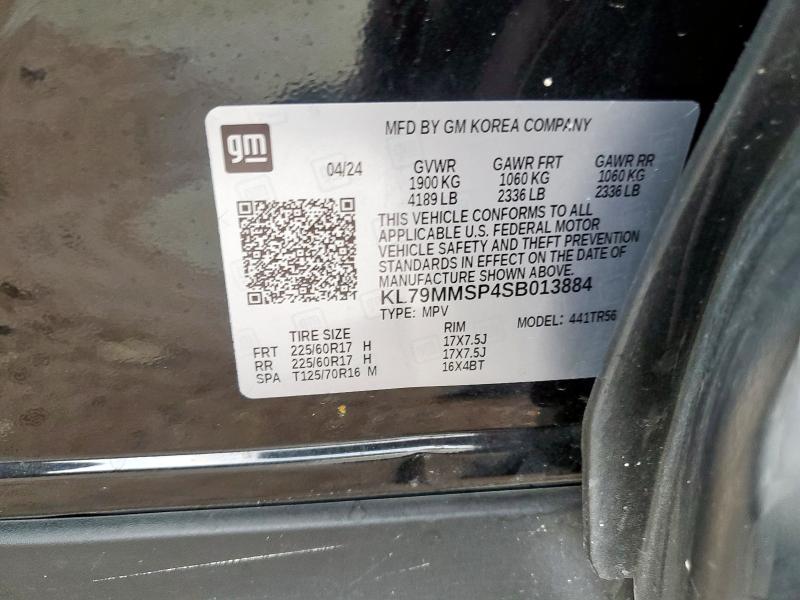 gm
MFD BY GM KOREA COMPANY
04/24 GVWR GAWR FRT GAWR RR
1900 KG 1060 KG 1060 KG
4189 LB 2336 LB 2336 LB
THIS VEHICLE CONFORMS TO ALL
APPLICABLE U.S. FEDERAL MOTOR
VEHICLE SAFETY AND THEFT PREVENTION
STANDARDS IN EFFECT ON THE DATE OF
MANUFACTURE SHOWN ABOVE.
KL79MMSP4SB013884
TYPE: MPV MODEL: 441TR56
TIRE SIZE RIM
FRT 225/60R17 H 17X7.5J
RR 225/60R17 H 17X7.5J
SPA T125/70R16 M 16X4BT